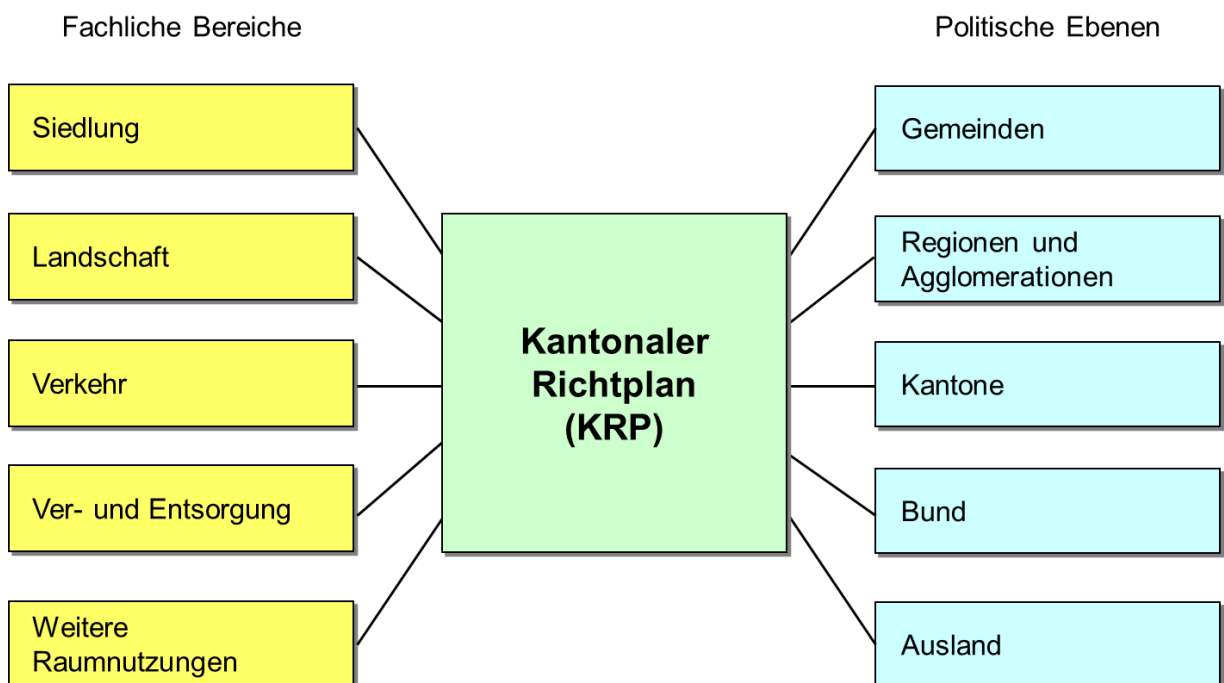 Fachliche Bereiche
Politische Ebenen
Siedlung
Landschaft
Verkehr
Ver- und Entsorgung
Weitere
Raumnutzungen
Kantonaler
Richtplan
(KRP)
Gemeinden
Regionen und
Agglomerationen
Kantone
Bund
Ausland